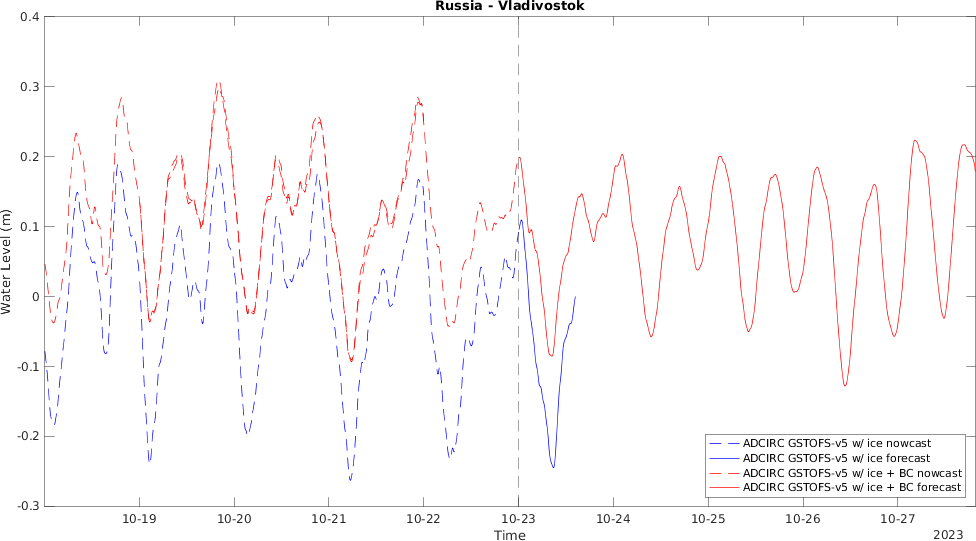 Russia - Vladivostok
0.4
0.3
0.2
0.1
0
-0.1
-0.2
-0.3
Water Level (m)
10-19
10-20
10-21
10-22
10-23
10-24
10-25
10-26
10-27
Time
2023
ADCIRC GSTOFS-v5 w/ ice nowcast
ADCIRC GSTOFS-v5 w/ ice forecast
ADCIRC GSTOFS-v5 w/ ice + BC nowcast
ADCIRC GSTOFS-v5 w/ ice + BC forecast